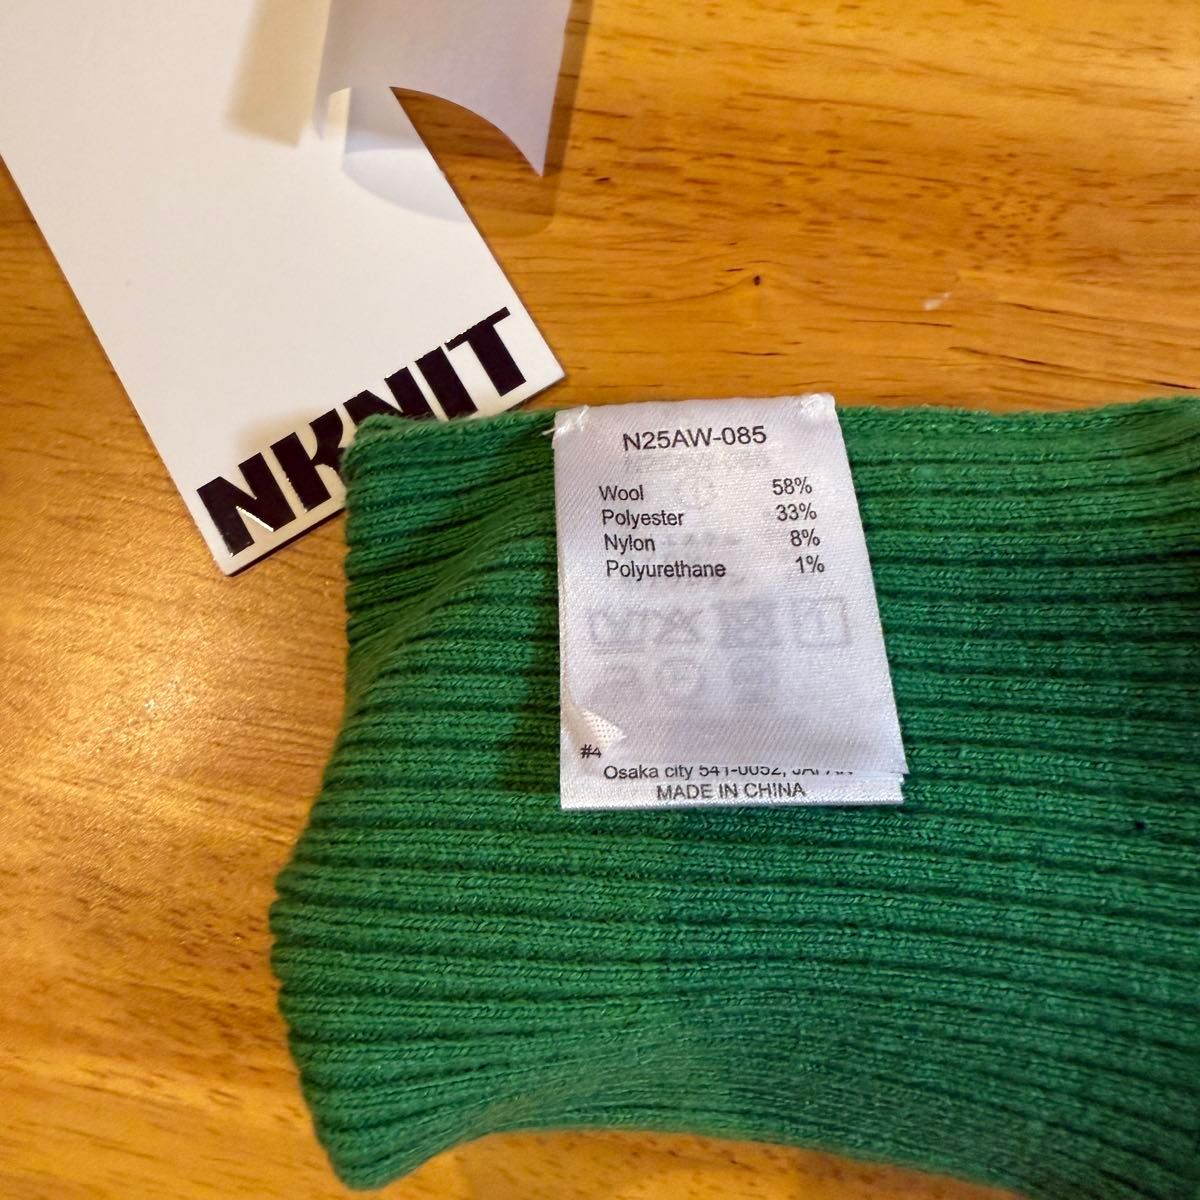 NKNIT
N25AW-085
Wool 58%
Polyester 33%
Nylon 8%
Polyurethane 1%
#4
Osaka city 541-0052, JAPAN
MADE IN CHINA